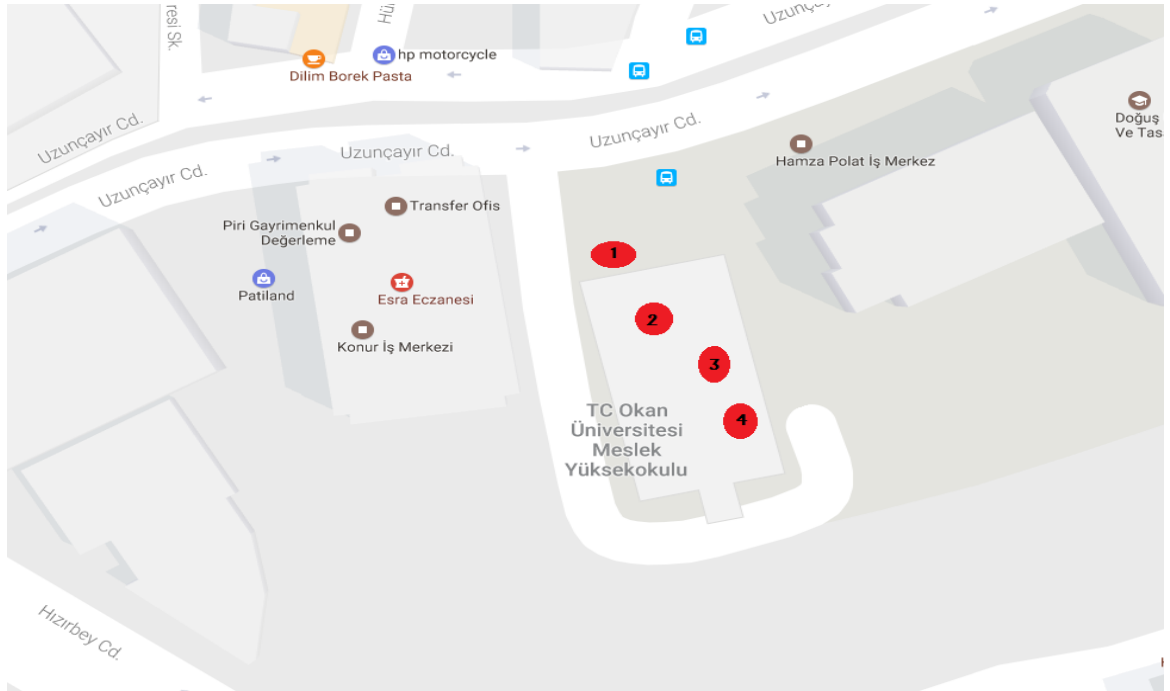 resi Sk.
Hü
Uzunçayır Cd.
hp motorcycle
Dilim Borek Pasta
Uzunçayır Cd.
Uzunçayır Cd.
Uzunçayır Cd.
Uzunçayır Cd.
Doğuş
Ve Tas
Hamza Polat İş Merkez
Transfer Ofis
Piri Gayrimenkul
Değerleme
Patiland
Esra Eczanesi
Konur İş Merkezi
1
2
3
4
TC Okan
Üniversitesi
Meslek
Yüksekokulu
Hızırbey Cd.